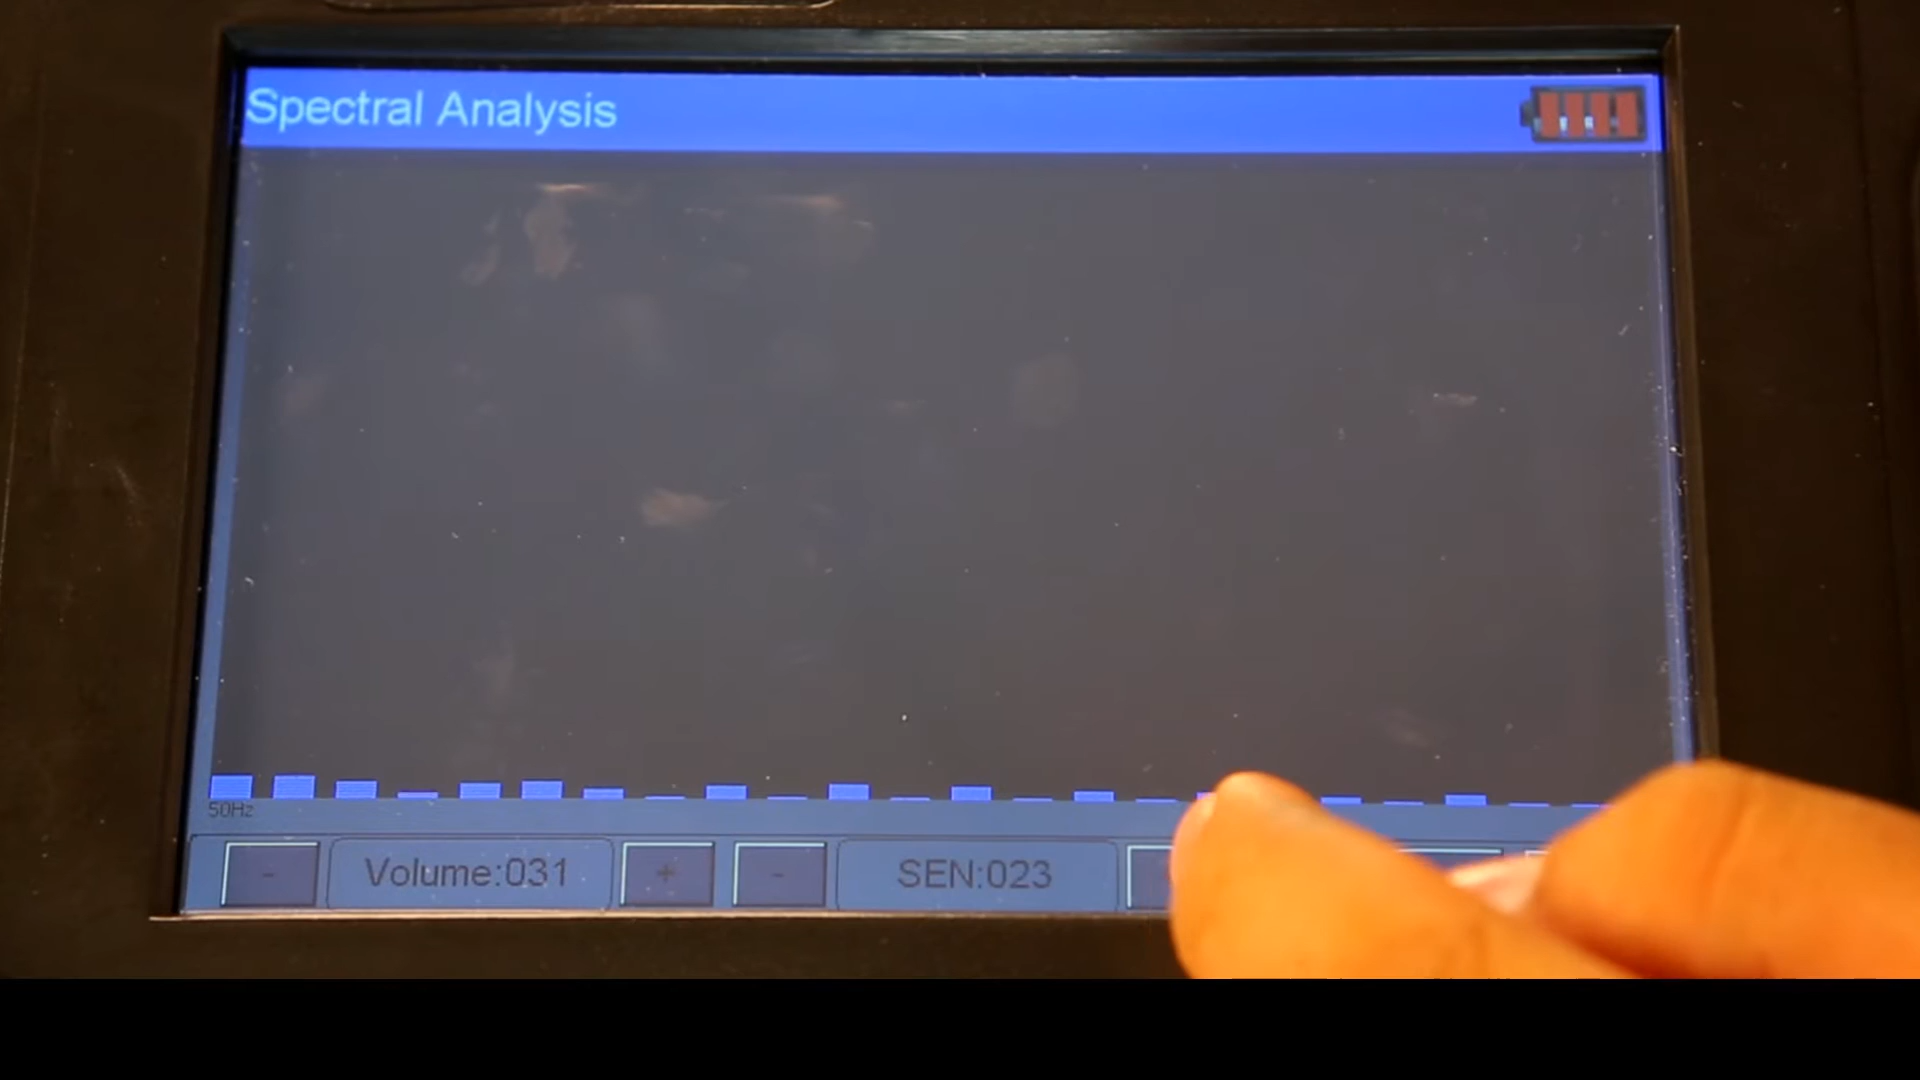 Spectral Analysis
50Hz
- Volume:031 + - SEN:023